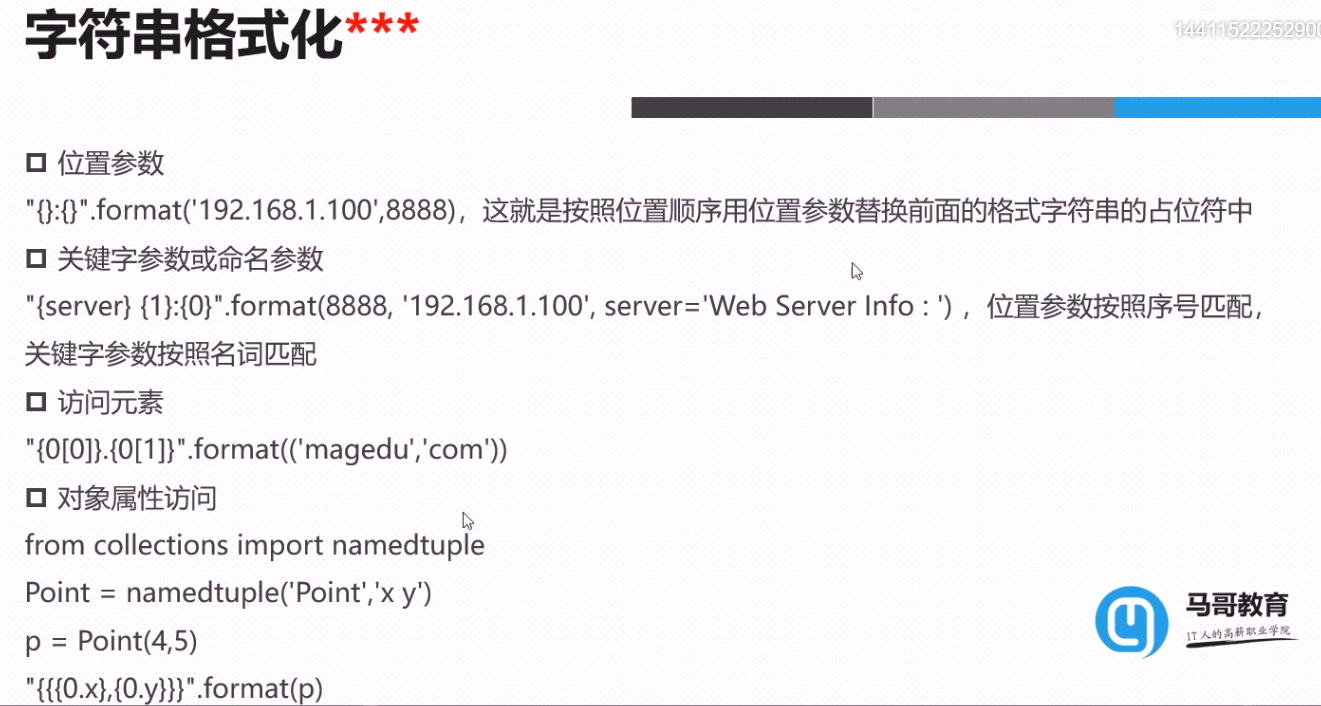 字符串格式化***
14411522252900
位置参数
"{}:{}".format('192.168.1.100',8888)，这就是按照位置顺序用位置参数替换前面的格式字符串的占位符中
关键字参数或命名参数
"{server} {1}:{0}".format(8888, '192.168.1.100', server='Web Server Info : ') ，位置参数按照序号匹配，
关键字参数按照名词匹配
访问元素
"{0[0]}.{0[1]}".format(('magedu','com'))
对象属性访问
from collections import namedtuple
Point = namedtuple('Point','x y')
p = Point(4,5)
"{{{0.x},{0.y}}}".format(p)
马哥教育
IT人的高薪职业学院